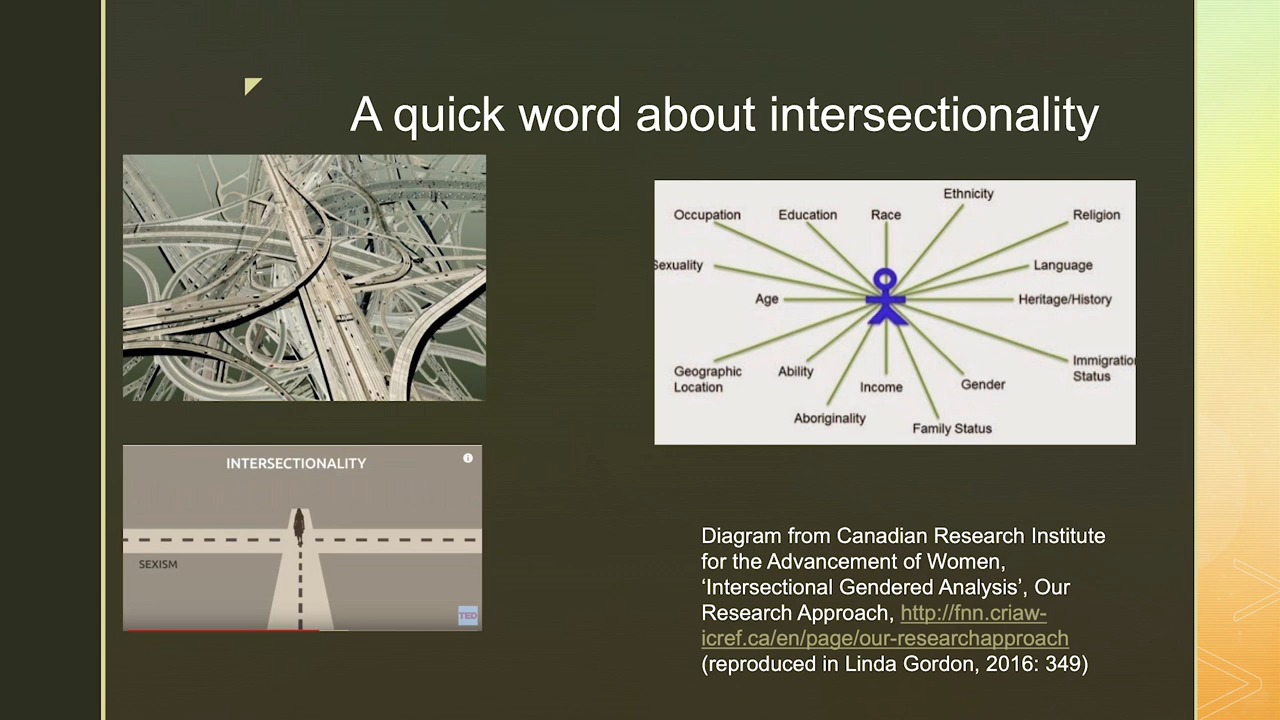 A quick word about intersectionality
INTERSECTIONALITY
SEXISM
TED
Ethnicity
Occupation
Education
Race
Religion
Sexuality
Language
Age
Heritage/History
Geographic
Location
Ability
Income
Gender
Immigration
Status
Aboriginality
Family Status
Diagram from Canadian Research Institute
for the Advancement of Women,
‘Intersectional Gendered Analysis’, Our
Research Approach, http://fnn.criaw-
icref.ca/en/page/our-researchapproach
(reproduced in Linda Gordon, 2016: 349)